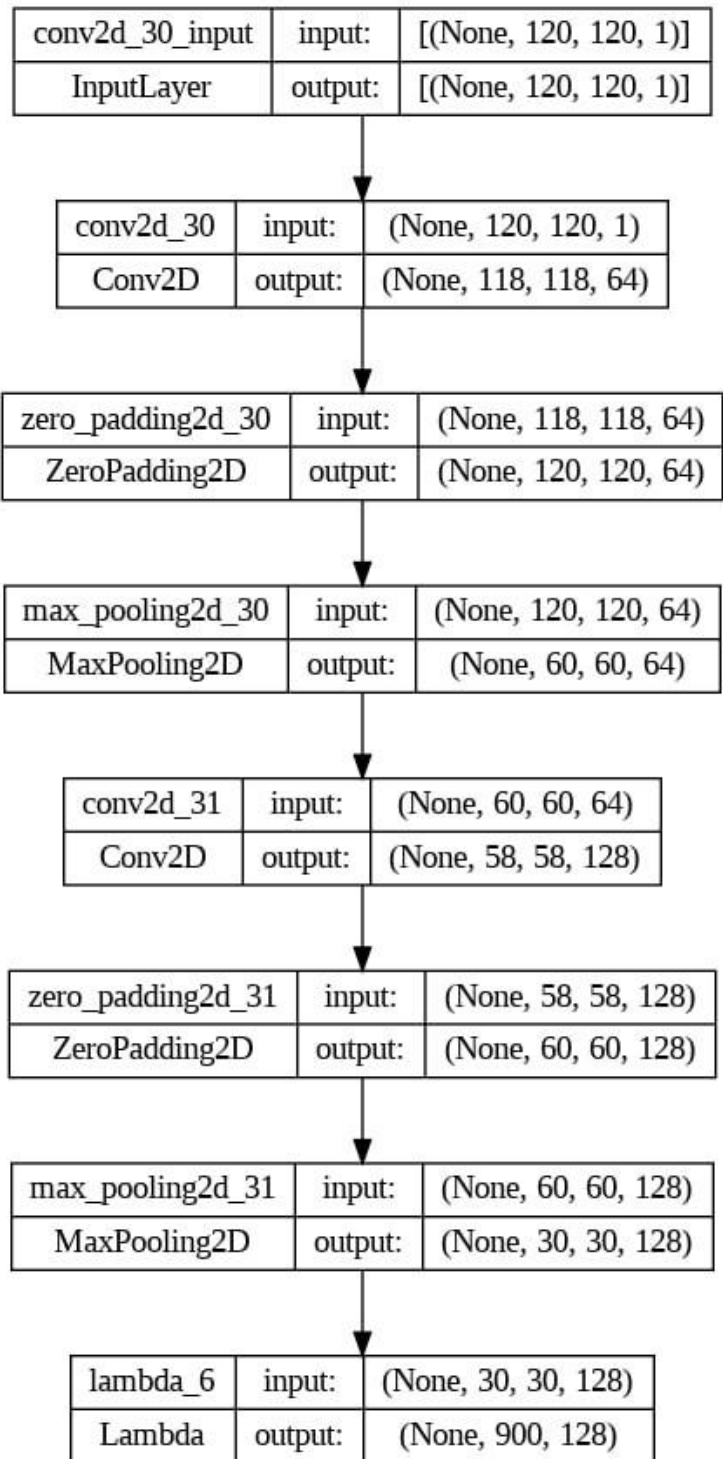 conv2d_30_input input: [(None, 120, 120, 1)]
InputLayer output: [(None, 120, 120, 1)]
conv2d_30 input: (None, 120, 120, 1)
Conv2D output: (None, 118, 118, 64)
zero_padding2d_30 input: (None, 118, 118, 64)
ZeroPadding2D output: (None, 120, 120, 64)
max_pooling2d_30 input: (None, 120, 120, 64)
MaxPooling2D output: (None, 60, 60, 64)
conv2d_31 input: (None, 60, 60, 64)
Conv2D output: (None, 58, 58, 128)
zero_padding2d_31 input: (None, 58, 58, 128)
ZeroPadding2D output: (None, 60, 60, 128)
max_pooling2d_31 input: (None, 60, 60, 128)
MaxPooling2D output: (None, 30, 30, 128)
lambda_6 input: (None, 30, 30, 128)
Lambda output: (None, 900, 128)